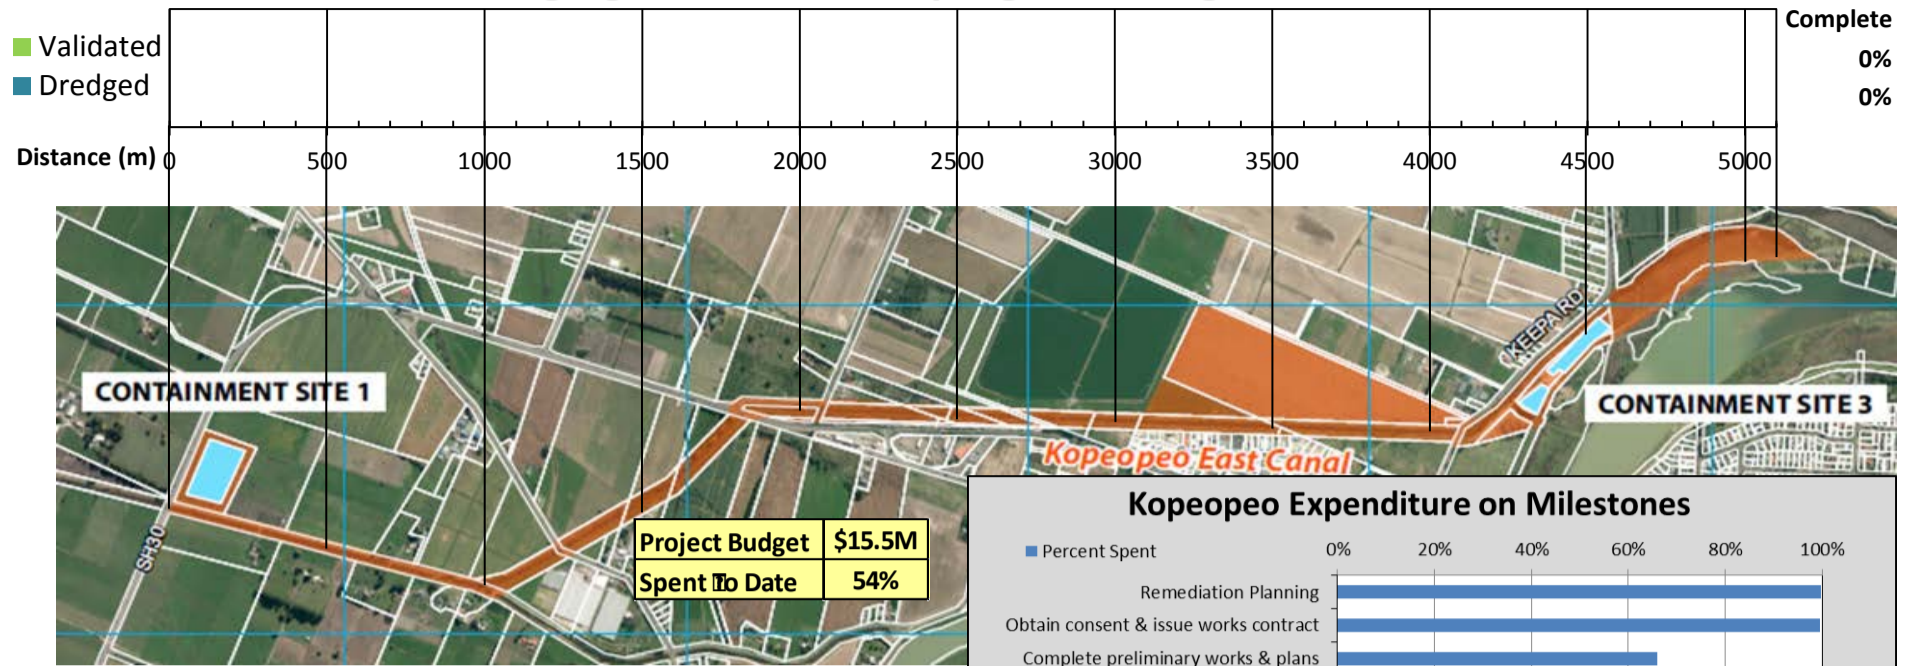 Complete
Validated
0%
Dredged
0%
Distance (m) 0 500 1000 1500 2000 2500 3000 3500 4000 4500 5000
KEEPA RD
CONTAINMENT SITE 1
CONTAINMENT SITE 3
Kopeopeo East Canal
SH30
Project Budget $15.5M
Spent To Date 54%
Kopeopeo Expenditure on Milestones
Percent Spent
0% 20% 40% 60% 80% 100%
Remediation Planning
Obtain consent & issue works contract
Complete preliminary works & plans